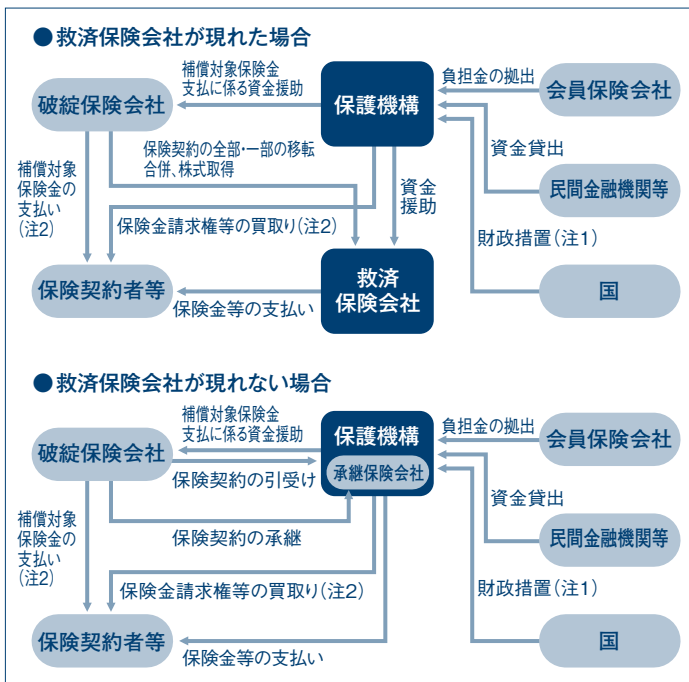 ●救済保険会社が現れた場合
補償対象保険金
支払に係る資金援助
負担金の拠出
破綻保険会社
保護機構
会員保険会社
保険契約の全部・一部の移転
合併、株式取得
資金貸出
補償対象
保険金の
支払い
(注2)
資金
援助
民間金融機関等
保険金請求権等の買取り(注2)
財政措置(注1)
保険契約者等
救済
保険会社
国
保険金等の支払い
●救済保険会社が現れない場合
補償対象保険金
支払に係る資金援助
負担金の拠出
破綻保険会社
保護機構
承継保険会社
会員保険会社
保険契約の引受け
資金貸出
補償対象
保険金の
支払い
(注2)
保険契約の承継
民間金融機関等
保険金請求権等の買取り(注2)
財政措置(注1)
保険契約者等
国
保険金等の支払い